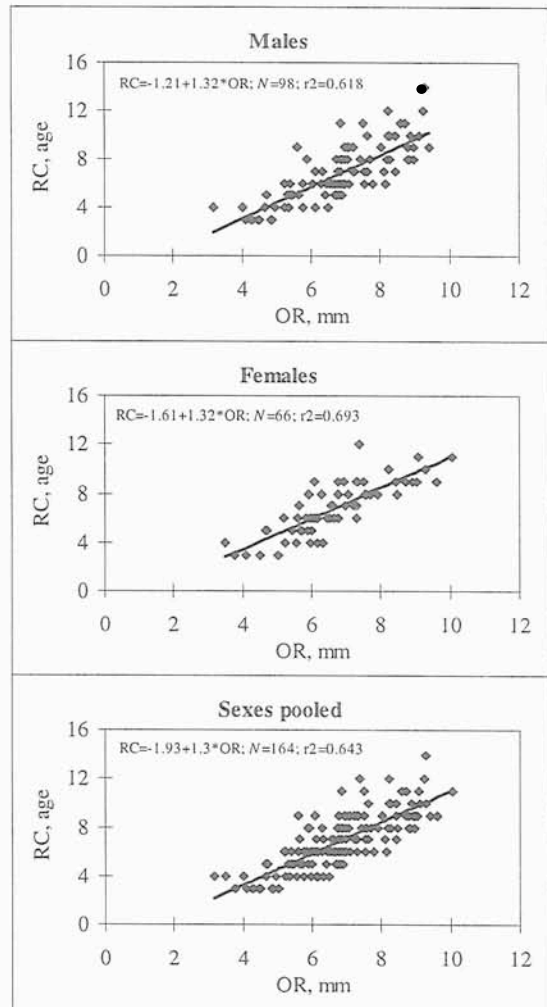 Males
16
RC=-1.21+1.32*OR; N=98; r2=0.618
12
8
4
0
RC, age
0 2 4 6 8 10 12
OR, mm
Females
16
RC=-1.61+1.32*OR; N=66; r2=0.693
12
8
4
0
RC, age
0 2 4 6 8 10 12
OR, mm
Sexes pooled
16
RC=-1.93+1.3*OR; N=164; r2=0.643
12
8
4
0
RC, age
0 2 4 6 8 10 12
OR, mm